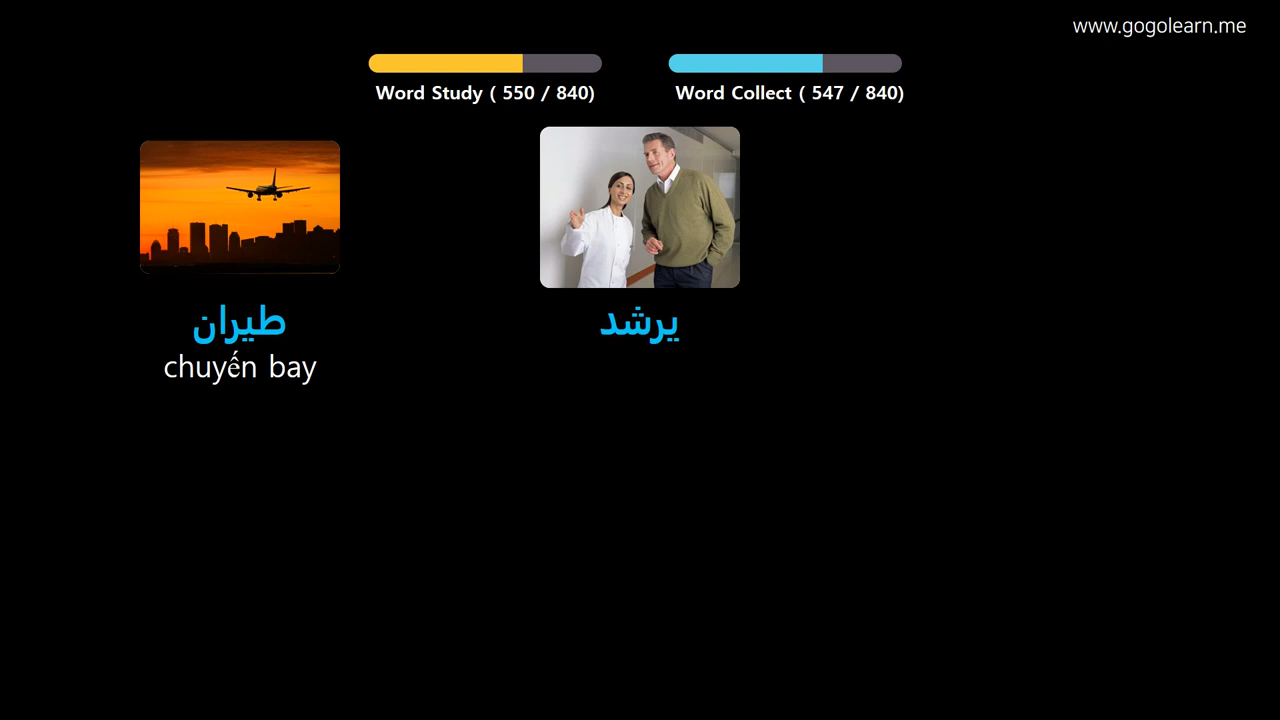 www.gogolearn.me
Word Study ( 550 / 840)
Word Collect ( 547 / 840)
طيران
chuyến bay
يرشد